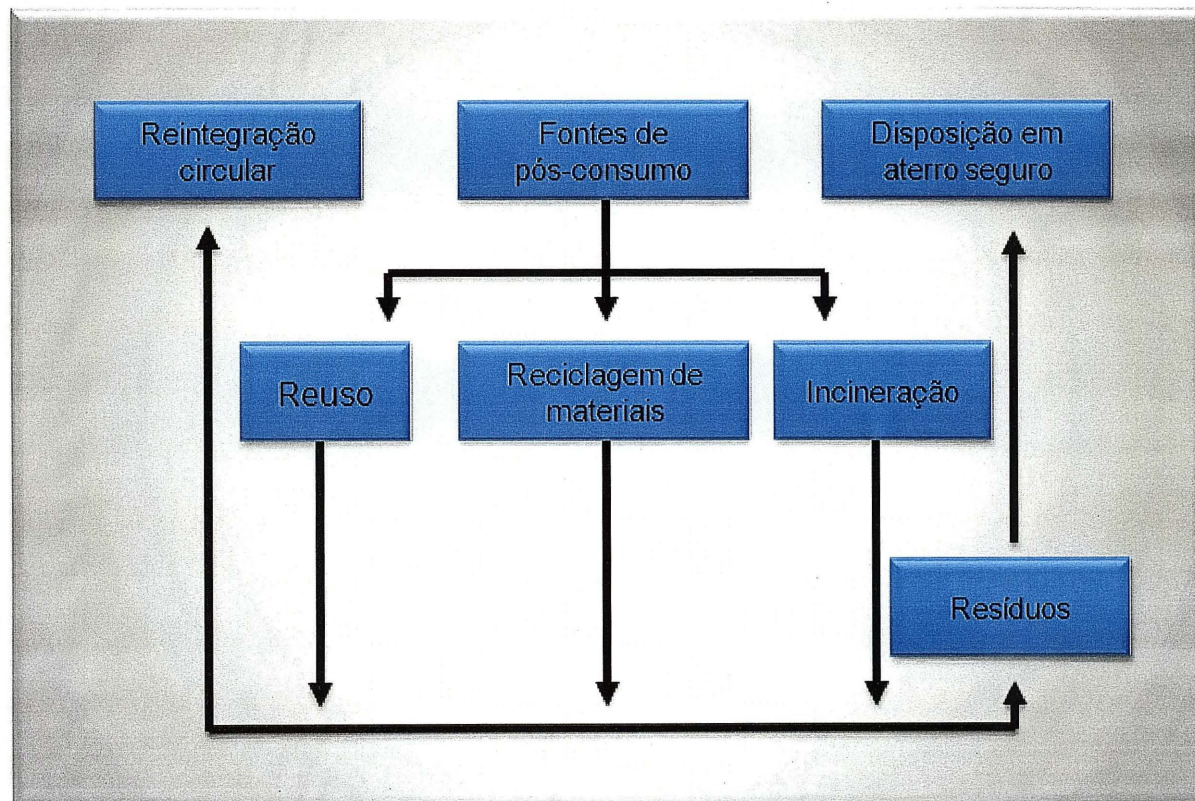 Reintegração
circular
Fontes de
pós-consumo
Disposição em
aterro seguro
Reuso
Reciclagem de
materiais
Incineração
Resíduos